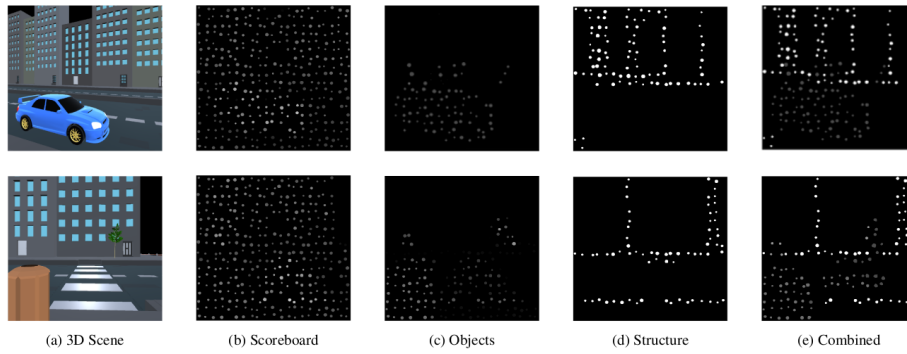 (a) 3D Scene
(b) Scoreboard
(c) Objects
(d) Structure
(e) Combined